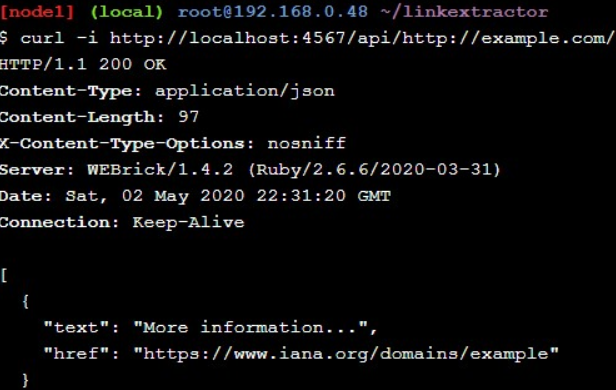 [node1] (local) root@192.168.0.48 ~/linkextractor
$ curl -i http://localhost:4567/api/http://example.com/
HTTP/1.1 200 OK
Content-Type: application/json
Content-Length: 97
X-Content-Type-Options: nosniff
Server: WEBrick/1.4.2 (Ruby/2.6.6/2020-03-31)
Date: Sat, 02 May 2020 22:31:20 GMT
Connection: Keep-Alive
[
{
"text": "More information...",
"href": "https://www.iana.org/domains/example"
}